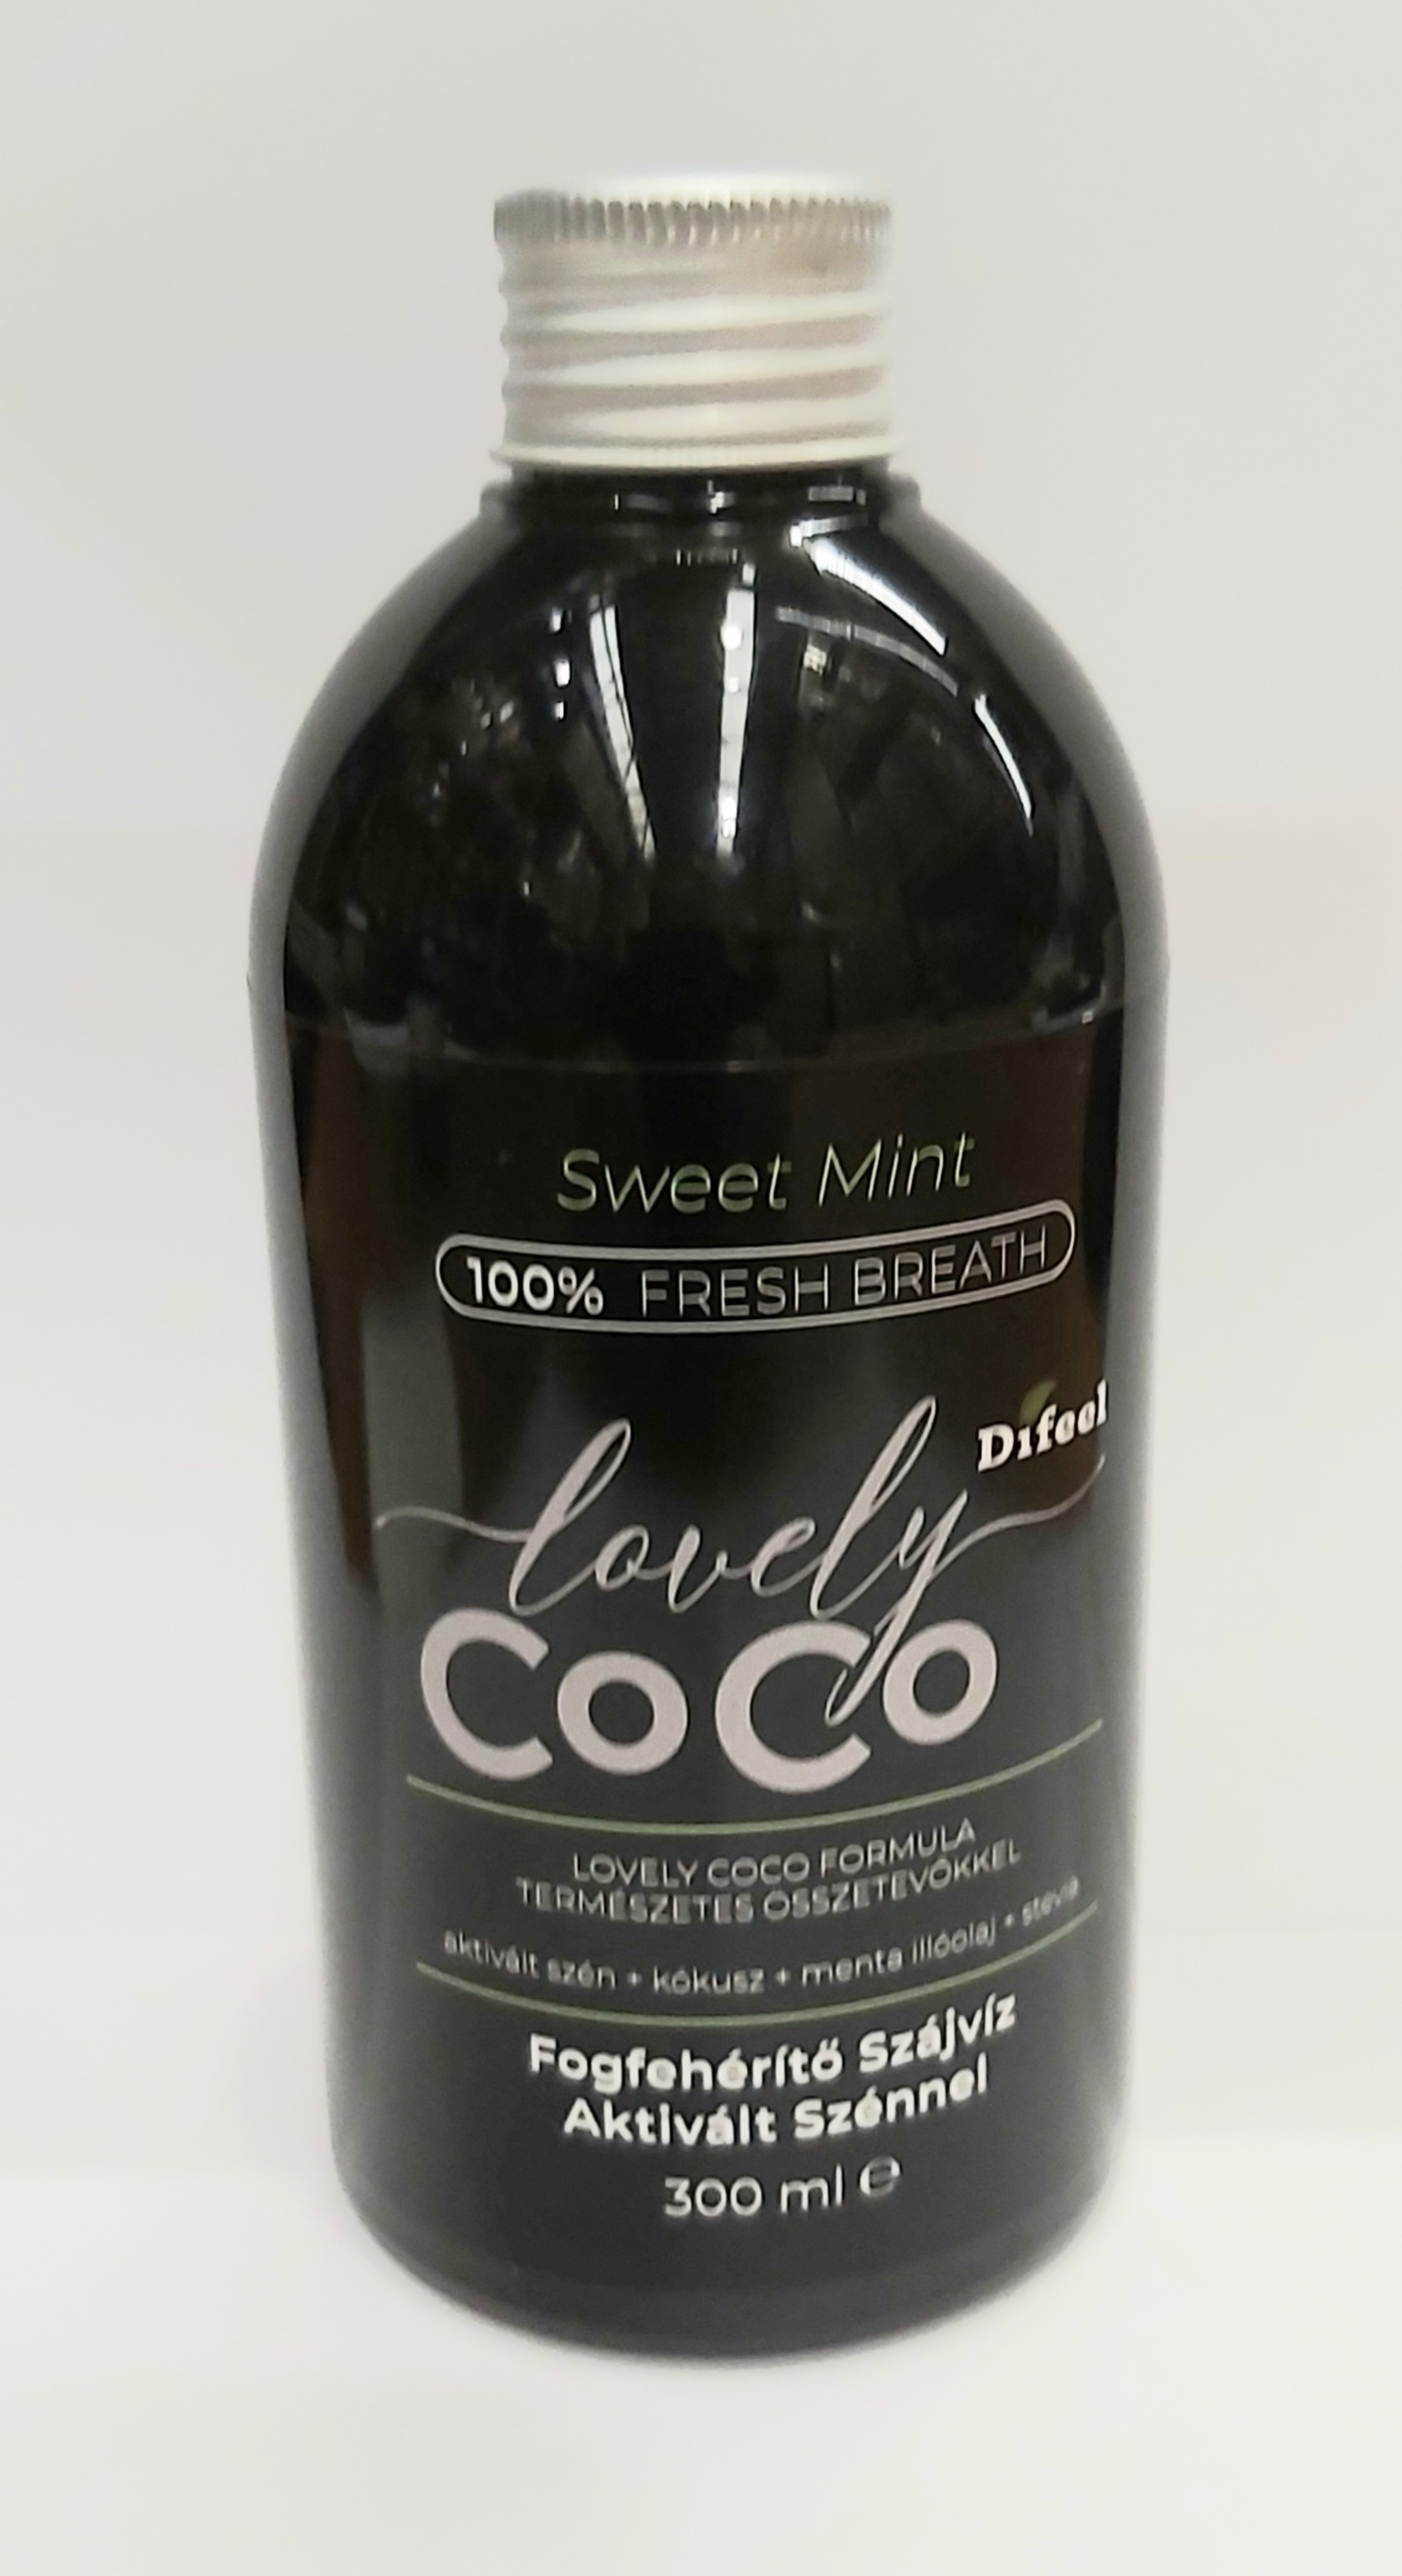 Sweet Mint
100% FRESH BREATH
Difeel
lovely
CoCo
LOVELY COCO FORMULA
TERMÉSZETES ÖSSZETEVŐKKEL
aktivált szén + kókusz + menta illóolaj + stevia
Fogfehérítő Szájvíz
Aktivált Szénnel
300 ml ℮